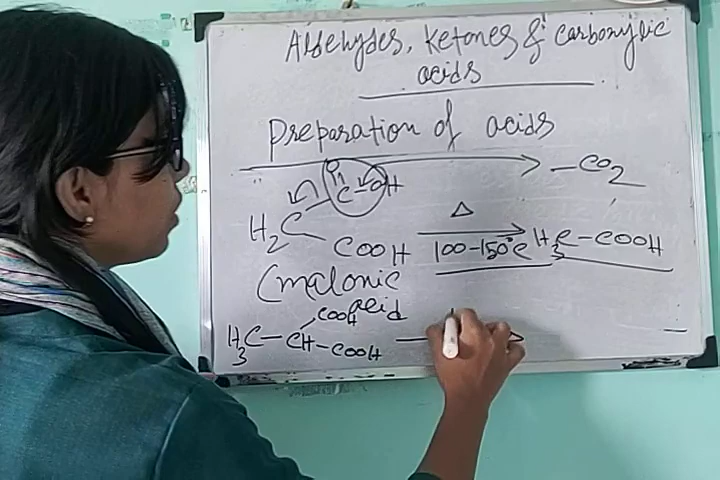 Aldehydes, Ketones & carboxylic
acids
Preparation of acids
O
C OH
-CO2
H2C
COOH
Δ
100-150°C
H3C-COOH
(malonic
acid
COOH
H3C-CH-COOH